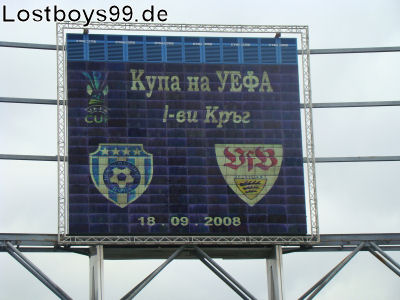 Lostboys99.de
Купа на УЕФА
CUP
I-ви Кръг
VfB
18 . 09 . 2008